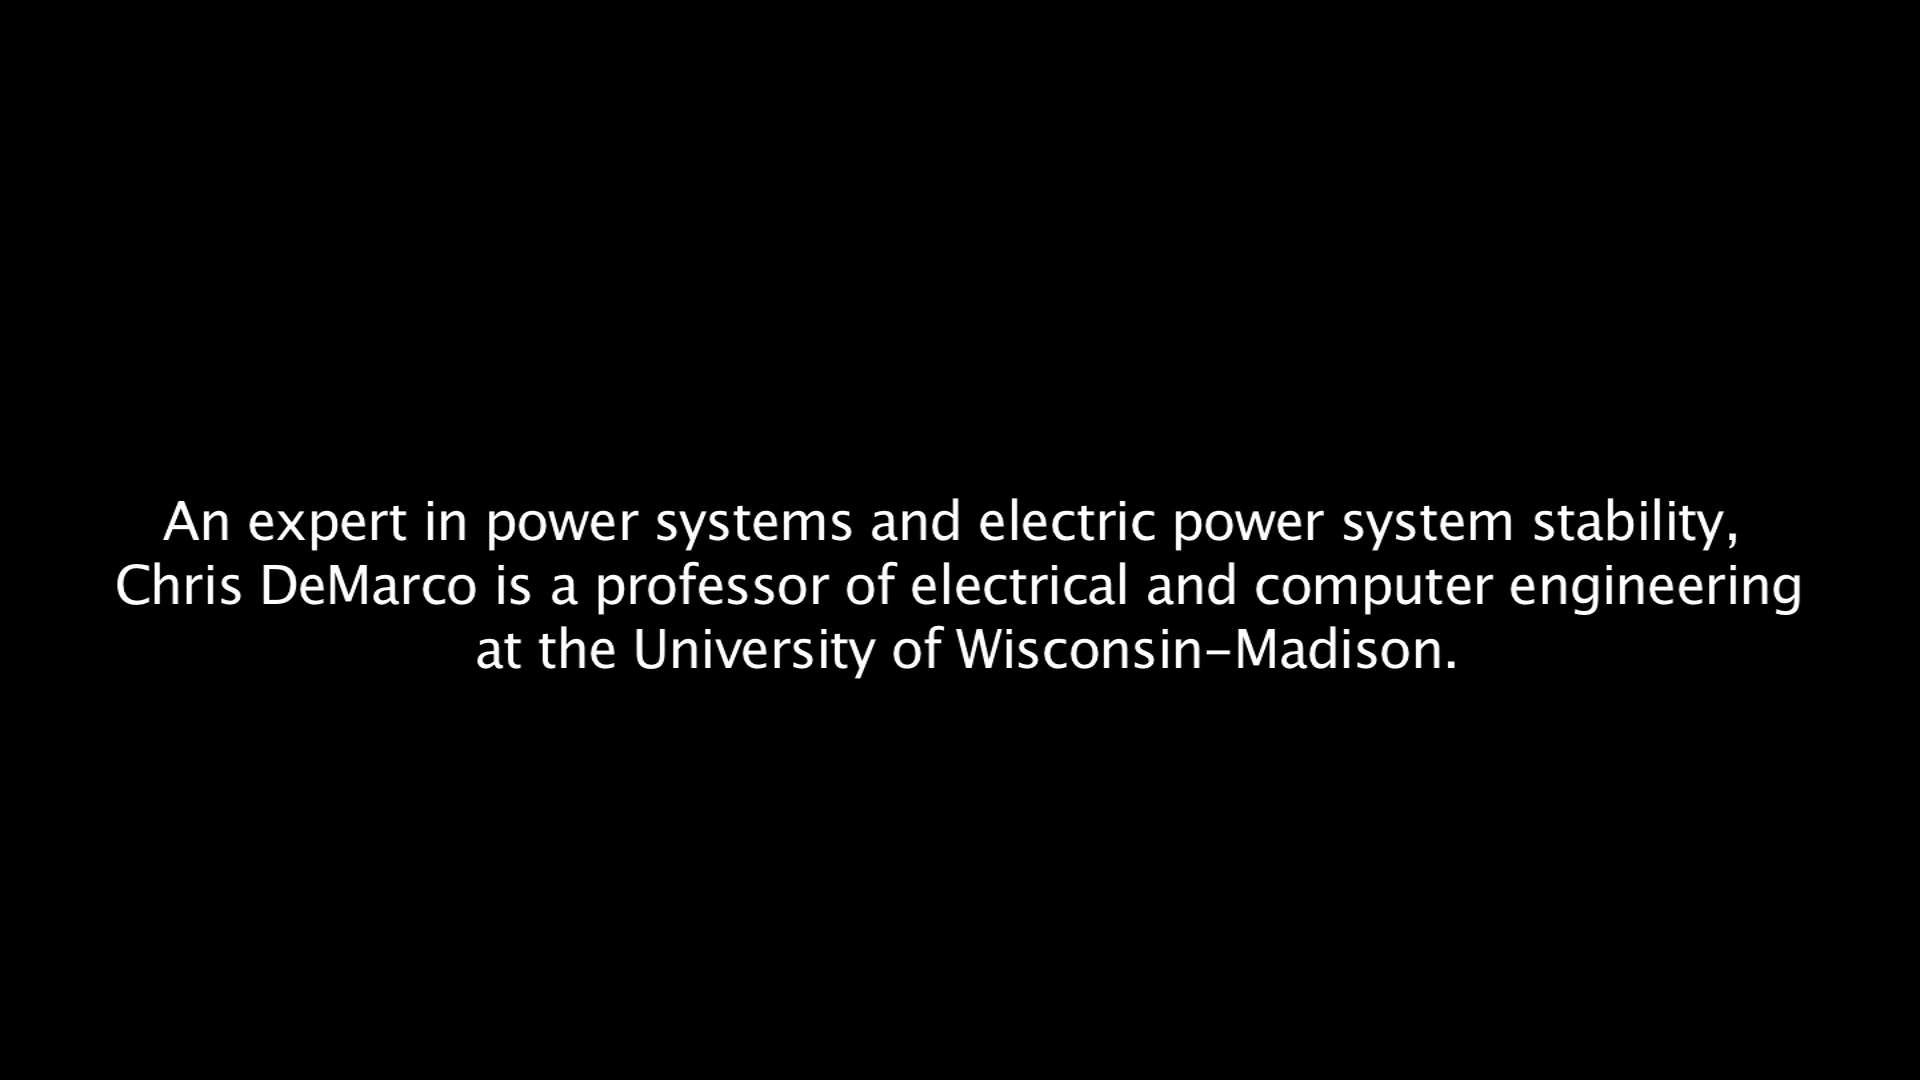 An expert in power systems and electric power system stability,
Chris DeMarco is a professor of electrical and computer engineering
at the University of Wisconsin-Madison.